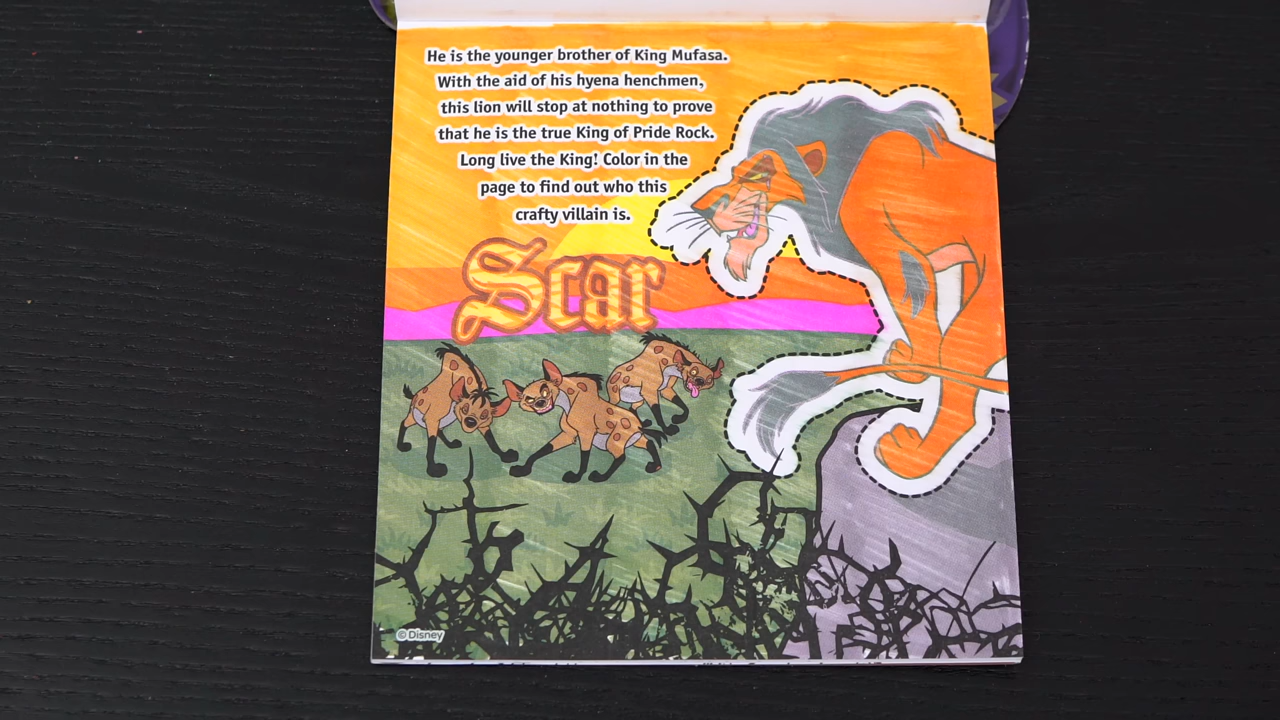 He is the younger brother of King Mufasa.
With the aid of his hyena henchmen,
this lion will stop at nothing to prove
that he is the true King of Pride Rock.
Long live the King! Color in the
page to find out who this
crafty villain is.
Scar
© Disney